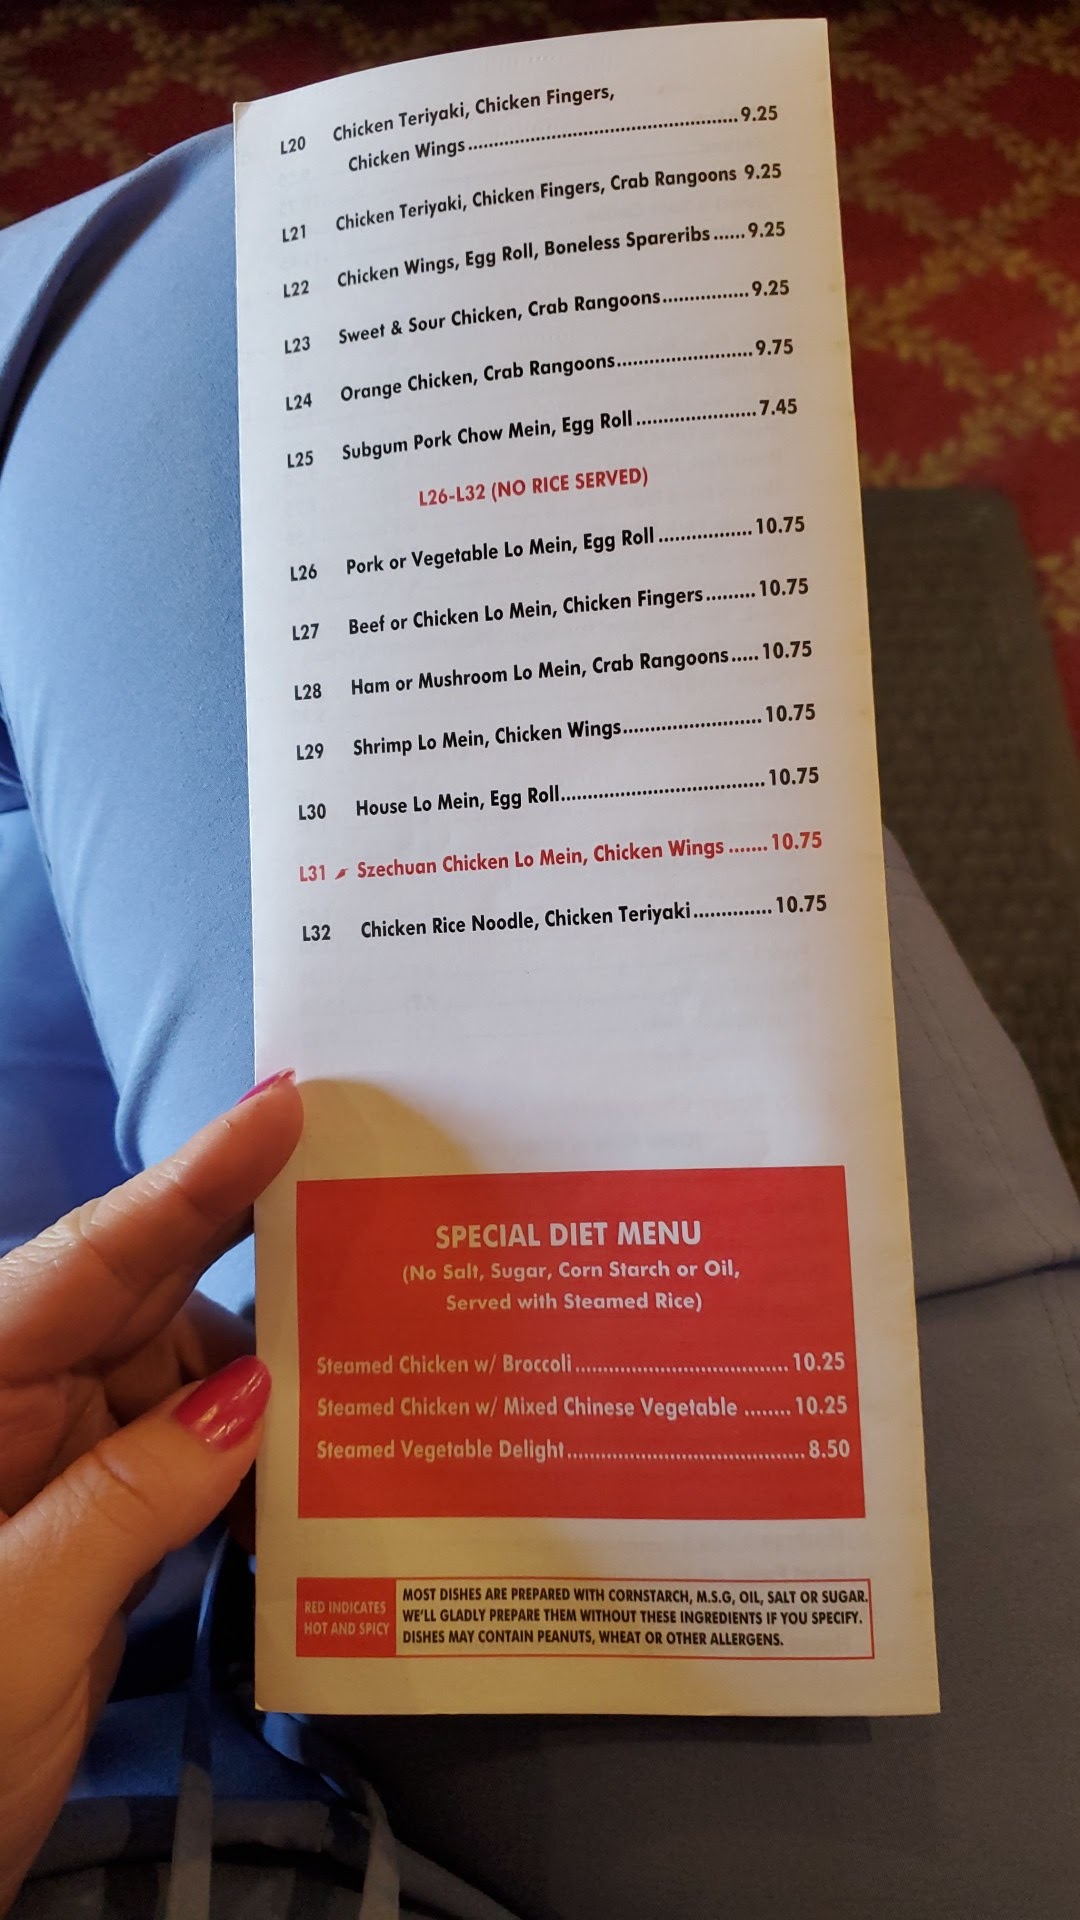 L20 Chicken Teriyaki, Chicken Fingers,
Chicken Wings........................................9.25
L21 Chicken Teriyaki, Chicken Fingers, Crab Rangoons 9.25
L22 Chicken Wings, Egg Roll, Boneless Spareribs......9.25
L23 Sweet & Sour Chicken, Crab Rangoons................9.25
L24 Orange Chicken, Crab Rangoons.........................9.75
L25 Subgum Pork Chow Mein, Egg Roll......................7.45
L26-L32 (NO RICE SERVED)
L26 Pork or Vegetable Lo Mein, Egg Roll.................10.75
L27 Beef or Chicken Lo Mein, Chicken Fingers.........10.75
L28 Ham or Mushroom Lo Mein, Crab Rangoons.....10.75
L29 Shrimp Lo Mein, Chicken Wings.........................10.75
L30 House Lo Mein, Egg Roll.....................................10.75
L31 Szechuan Chicken Lo Mein, Chicken Wings.......10.75
L32 Chicken Rice Noodle, Chicken Teriyaki..............10.75
SPECIAL DIET MENU
(No Salt, Sugar, Corn Starch or Oil,
Served with Steamed Rice)
Steamed Chicken w/ Broccoli...................................10.25
Steamed Chicken w/ Mixed Chinese Vegetable ........10.25
Steamed Vegetable Delight.......................................8.50
RED INDICATES
HOT AND SPICY
MOST DISHES ARE PREPARED WITH CORNSTARCH, M.S.G, OIL, SALT OR SUGAR.
WE'LL GLADLY PREPARE THEM WITHOUT THESE INGREDIENTS IF YOU SPECIFY.
DISHES MAY CONTAIN PEANUTS, WHEAT OR OTHER ALLERGENS.